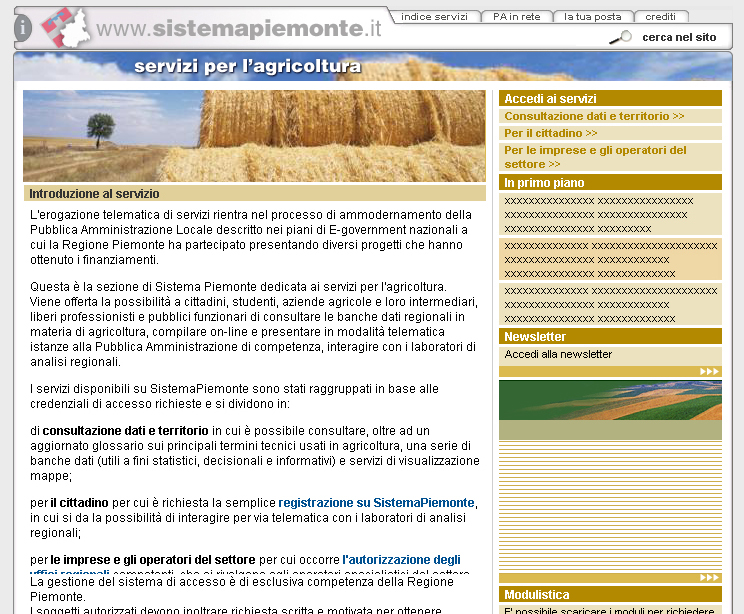 i www.sistemapiemonte.it
indice servizi PA in rete la tua posta crediti
cerca nel sito
servizi per l'agricoltura
Introduzione al servizio
L'erogazione telematica di servizi rientra nel processo di ammodernamento della
Pubblica Amministrazione Locale descritto nei piani di E-government nazionali a
cui la Regione Piemonte ha partecipato presentando diversi progetti che hanno
ottenuto i finanziamenti.
Questa è la sezione di Sistema Piemonte dedicata ai servizi per l'agricoltura.
Viene offerta la possibilità a cittadini, studenti, aziende agricole e loro intermediari,
liberi professionisti e pubblici funzionari di consultare le banche dati regionali in
materia di agricoltura, compilare on-line e presentare in modalità telematica
istanze alla Pubblica Amministrazione di competenza, interagire con i laboratori di
analisi regionali.
I servizi disponibili su SistemaPiemonte sono stati raggruppati in base alle
credenziali di accesso richieste e si dividono in:
di consultazione dati e territorio in cui è possibile consultare, oltre ad un
aggiornato glossario sui principali termini tecnici usati in agricoltura, una serie di
banche dati (utili a fini statistici, decisionali e informativi) e servizi di visualizzazione
mappe;
per il cittadino per cui è richiesta la semplice registrazione su SistemaPiemonte,
in cui si da la possibilità di interagire per via telematica con i laboratori di analisi
regionali;
per le imprese e gli operatori del settore per cui occorre l'autorizzazione degli
uffici regionali
La gestione del sistema di accesso è di esclusiva competenza della Regione
Piemonte.
I soggetti autorizzati devono inoltrare richiesta scritta e motivata per ottenere
Accedi ai servizi
Consultazione dati e territorio >>
Per il cittadino >>
Per le imprese e gli operatori del
settore >>
In primo piano
xxxxxxxxxxxxxxx xxxxxxxxxxxxxxxx
xxxxxxxxxxxxxxx xxxxxxxxxxxxxxx
xxxxxxxxxxxxxxx xxxxxxxxx
xxxxxxxxxxxxxx xxxxxxxxxxxxxxxxxxxxx
xxxxxxxxxxxxxxx xxxxxxxxxxxx
xxxxxxxxxxxxxxx xxxxxxxxxxxxx
xxxxxxxxxxxxxx xxxxxxxxxxxxxxxxxxxxx
xxxxxxxxxxxxxxx xxxxxxxxxxxx
xxxxxxxxxxxxxxx xxxxxxxxxxxxx
Newsletter
Accedi alla newsletter
Modulistica
E' possibile scaricare i moduli per richiedere